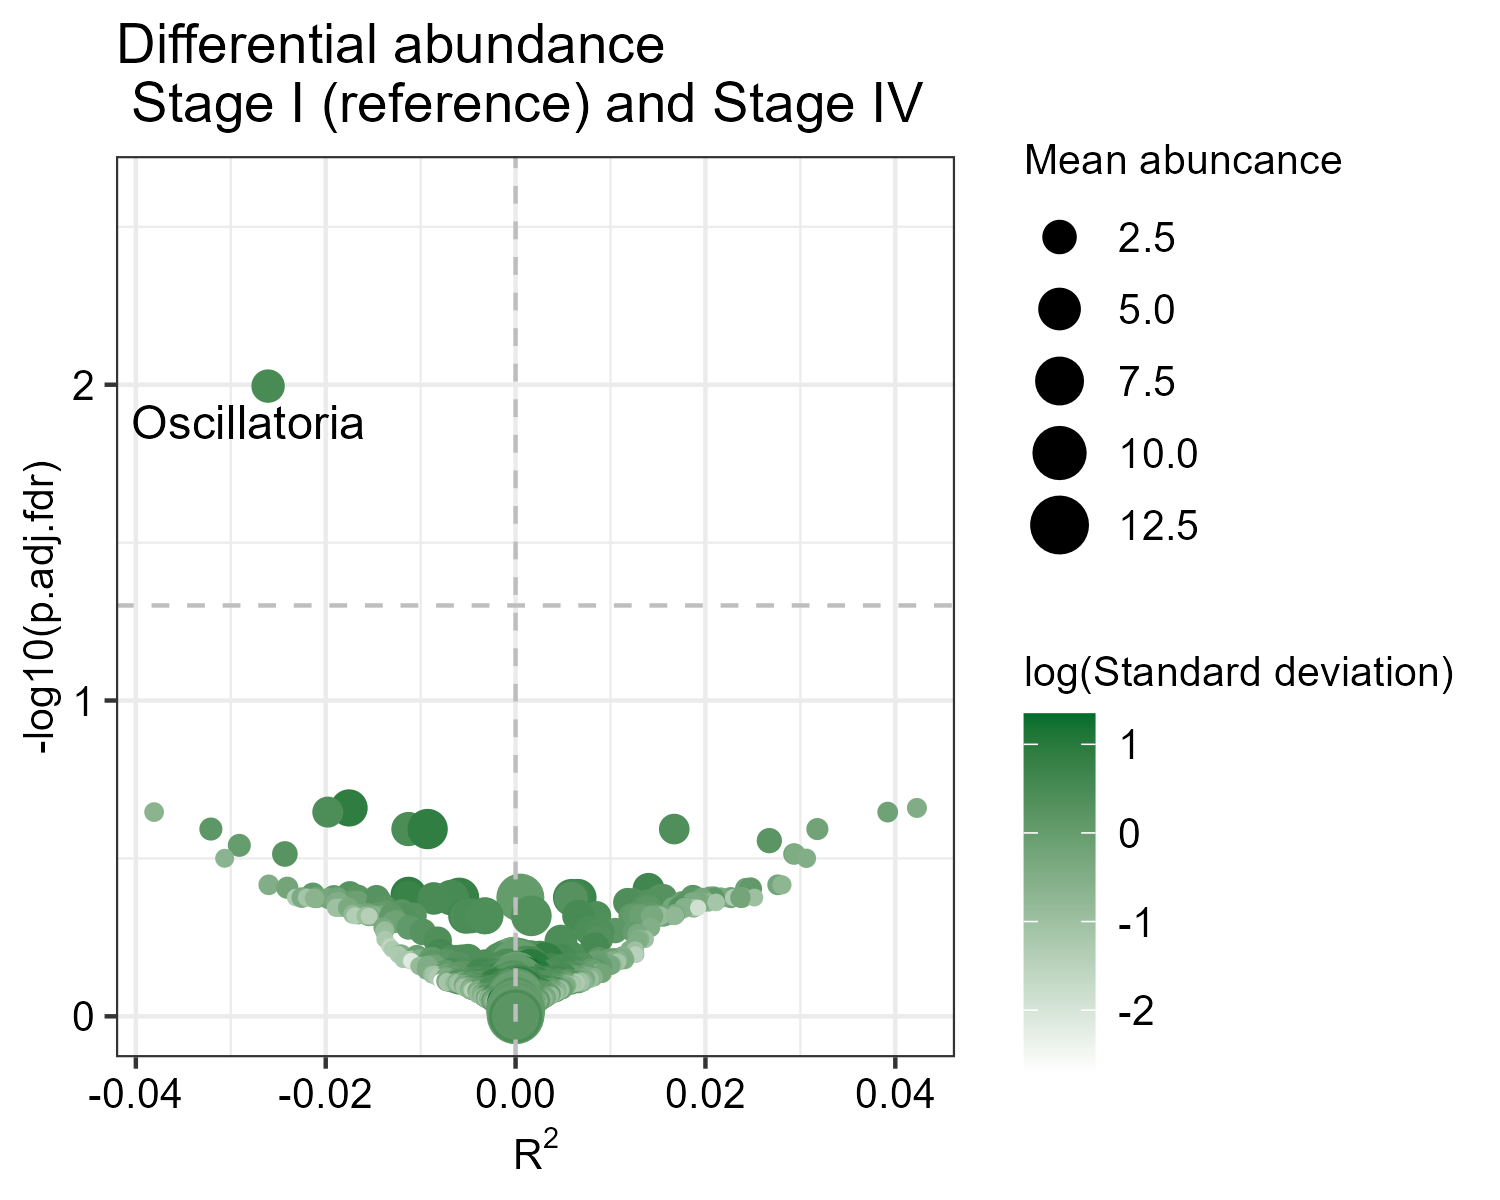 Differential abundance
Stage I (reference) and Stage IV
Mean abuncance
2.5
5.0
7.5
10.0
12.5
log(Standard deviation)
1
0
-1
-2
-log10(p.adj.fdr)
2
1
0
Oscillatoria
-0.04 -0.02 0.00 0.02 0.04
R²